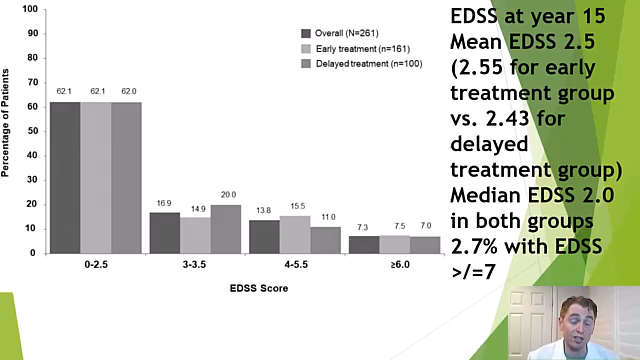 100
90
80
70
60
50
40
30
20
10
0
Percentage of Patients
Overall (N=261)
Early treatment (n=161)
Delayed treatment (n=100)
62.1 62.1 62.0
16.9 14.9 20.0
13.8 15.5 11.0
7.3 7.5 7.0
0-2.5 3-3.5 4-5.5 ≥6.0
EDSS Score
EDSS at year 15
Mean EDSS 2.5
(2.55 for early
treatment group
vs. 2.43 for
delayed
treatment group)
Median EDSS 2.0
in both groups
2.7% with EDSS
>/=7